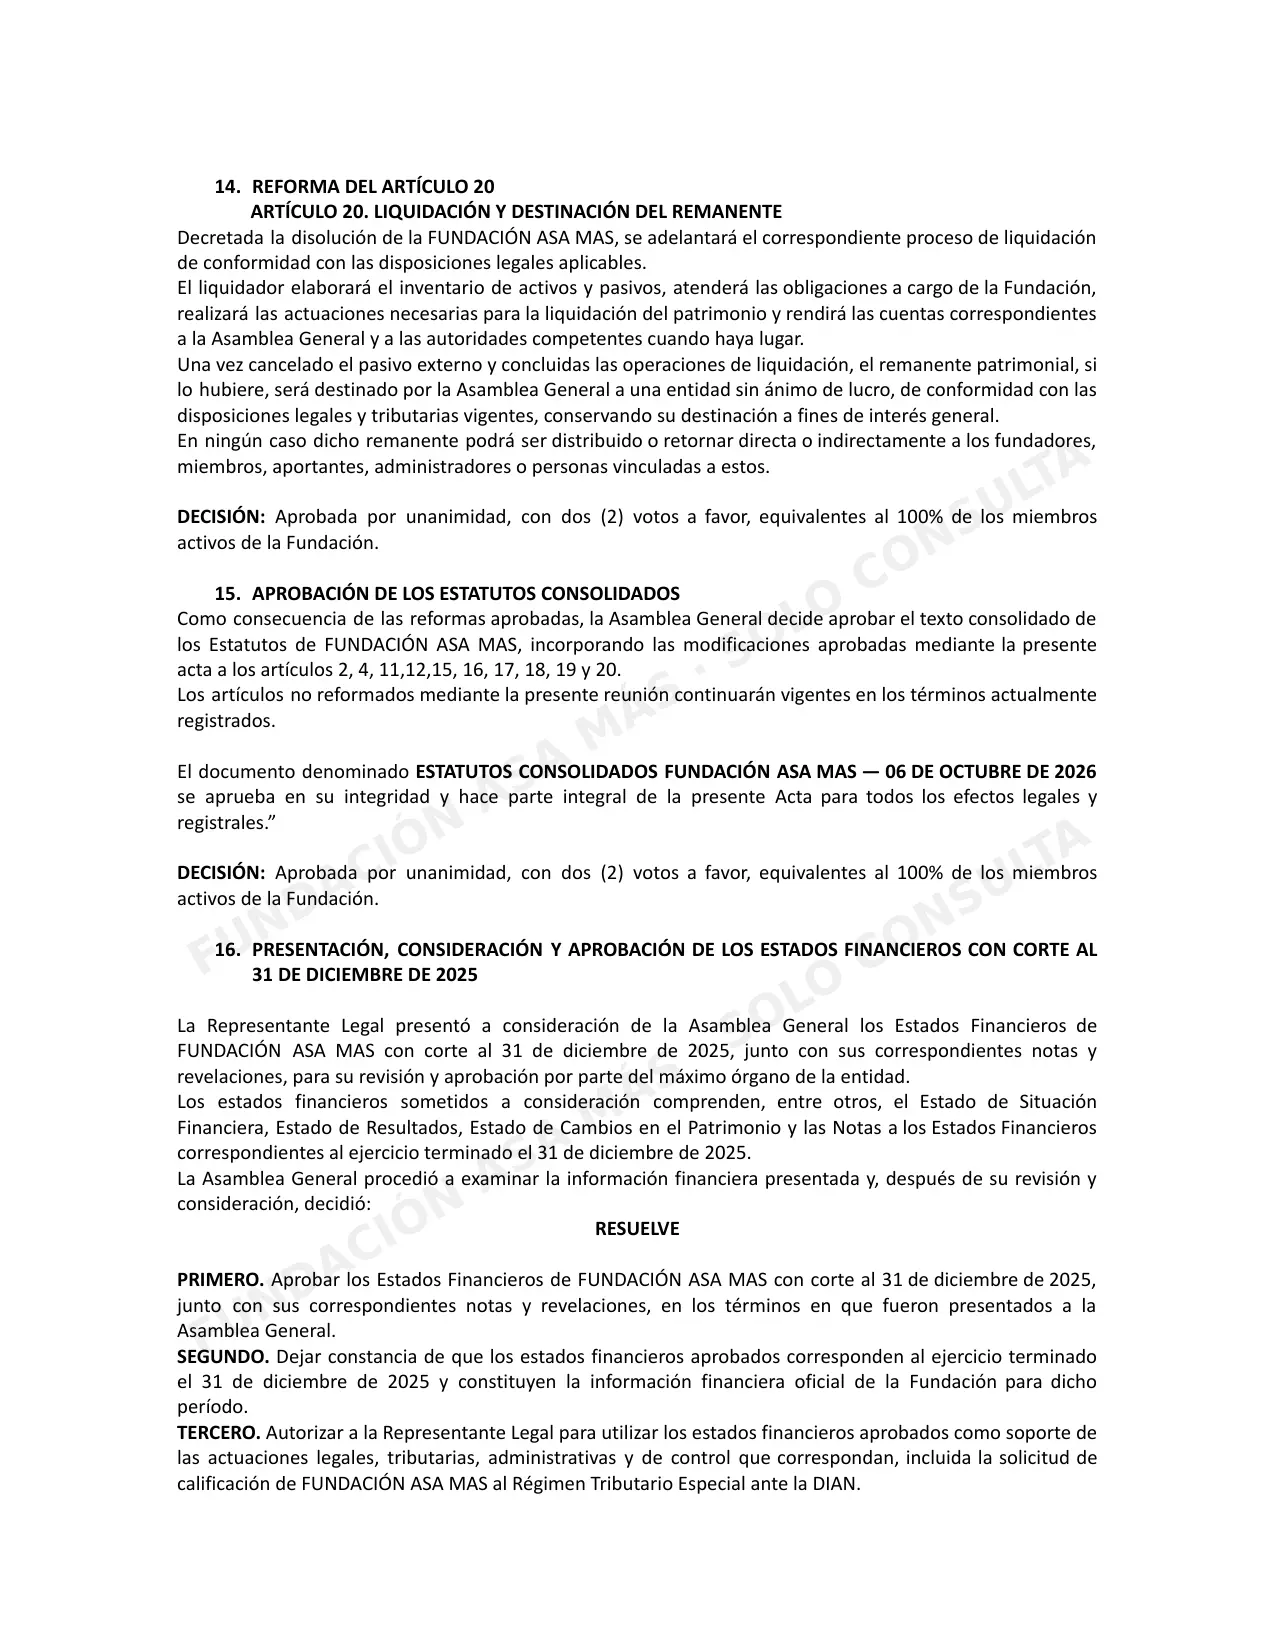 14. REFORMA DEL ARTÍCULO 20
ARTÍCULO 20. LIQUIDACIÓN Y DESTINACIÓN DEL REMANENTE
Decretada la disolución de la FUNDACIÓN ASA MAS, se adelantará el correspondiente proceso de liquidación
de conformidad con las disposiciones legales aplicables.
El liquidador elaborará el inventario de activos y pasivos, atenderá las obligaciones a cargo de la Fundación,
realizará las actuaciones necesarias para la liquidación del patrimonio y rendirá las cuentas correspondientes
a la Asamblea General y a las autoridades competentes cuando haya lugar.
Una vez cancelado el pasivo externo y concluidas las operaciones de liquidación, el remanente patrimonial, si
lo hubiere, será destinado por la Asamblea General a una entidad sin ánimo de lucro, de conformidad con las
disposiciones legales y tributarias vigentes, conservando su destinación a fines de interés general.
En ningún caso dicho remanente podrá ser distribuido o retornar directa o indirectamente a los fundadores,
miembros, aportantes, administradores o personas vinculadas a estos.
DECISIÓN: Aprobada por unanimidad, con dos (2) votos a favor, equivalentes al 100% de los miembros
activos de la Fundación.
15. APROBACIÓN DE LOS ESTATUTOS CONSOLIDADOS
Como consecuencia de las reformas aprobadas, la Asamblea General decide aprobar el texto consolidado de
los Estatutos de FUNDACIÓN ASA MAS, incorporando las modificaciones aprobadas mediante la presente
acta a los artículos 2, 4, 11,12,15, 16, 17, 18, 19 y 20.
Los artículos no reformados mediante la presente reunión continuarán vigentes en los términos actualmente
registrados.
El documento denominado ESTATUTOS CONSOLIDADOS FUNDACIÓN ASA MAS — 06 DE OCTUBRE DE 2026
se aprueba en su integridad y hace parte integral de la presente Acta para todos los efectos legales y
registrales.”
DECISIÓN: Aprobada por unanimidad, con dos (2) votos a favor, equivalentes al 100% de los miembros
activos de la Fundación.
16. PRESENTACIÓN, CONSIDERACIÓN Y APROBACIÓN DE LOS ESTADOS FINANCIEROS CON CORTE AL
31 DE DICIEMBRE DE 2025
La Representante Legal presentó a consideración de la Asamblea General los Estados Financieros de
FUNDACIÓN ASA MAS con corte al 31 de diciembre de 2025, junto con sus correspondientes notas y
revelaciones, para su revisión y aprobación por parte del máximo órgano de la entidad.
Los estados financieros sometidos a consideración comprenden, entre otros, el Estado de Situación
Financiera, Estado de Resultados, Estado de Cambios en el Patrimonio y las Notas a los Estados Financieros
correspondientes al ejercicio terminado el 31 de diciembre de 2025.
La Asamblea General procedió a examinar la información financiera presentada y, después de su revisión y
consideración, decidió:
RESUELVE
PRIMERO. Aprobar los Estados Financieros de FUNDACIÓN ASA MAS con corte al 31 de diciembre de 2025,
junto con sus correspondientes notas y revelaciones, en los términos en que fueron presentados a la
Asamblea General.
SEGUNDO. Dejar constancia de que los estados financieros aprobados corresponden al ejercicio terminado
el 31 de diciembre de 2025 y constituyen la información financiera oficial de la Fundación para dicho
período.
TERCERO. Autorizar a la Representante Legal para utilizar los estados financieros aprobados como soporte de
las actuaciones legales, tributarias, administrativas y de control que correspondan, incluida la solicitud de
calificación de FUNDACIÓN ASA MAS al Régimen Tributario Especial ante la DIAN.
FUNDACIÓN ASA MÁS · SOLO CONSULTA
FUNDACIÓN ASA MÁS · SOLO CONSULTA